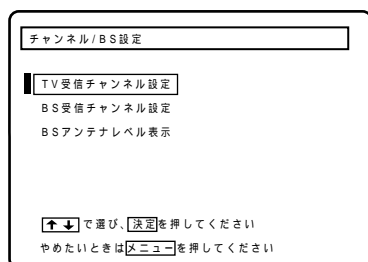 チャンネル/BS設定
TV受信チャンネル設定
BS受信チャンネル設定
BSアンテナレベル表示
↑↓で選び、決定を押してください
やめたいときはメニューを押してください